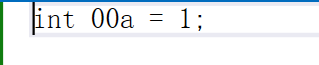 int 00a = 1;